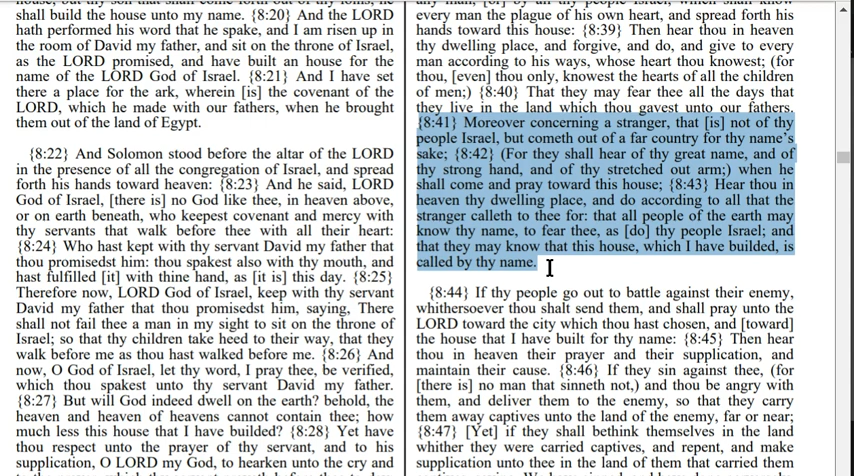 shall build the house unto my name. {8:20} And the LORD
hath performed his word that he spake, and I am risen up in
the room of David my father, and sit on the throne of Israel,
as the LORD promised, and have built an house for the
name of the LORD God of Israel. {8:21} And I have set
there a place for the ark, wherein [is] the covenant of the
LORD, which he made with our fathers, when he brought
them out of the land of Egypt.
{8:22} And Solomon stood before the altar of the LORD
in the presence of all the congregation of Israel, and spread
forth his hands toward heaven: {8:23} And he said, LORD
God of Israel, [there is] no God like thee, in heaven above,
or on earth beneath, who keepest covenant and mercy with
thy servants that walk before thee with all their heart:
{8:24} Who hast kept with thy servant David my father that
thou promisedst him: thou spakest also with thy mouth, and
hast fulfilled [it] with thine hand, as [it is] this day. {8:25}
Therefore now, LORD God of Israel, keep with thy servant
David my father that thou promisedst him, saying, There
shall not fail thee a man in my sight to sit on the throne of
Israel; so that thy children take heed to their way, that they
walk before me as thou hast walked before me. {8:26} And
now, O God of Israel, let thy word, I pray thee, be verified,
which thou spakest unto thy servant David my father.
{8:27} But will God indeed dwell on the earth? behold, the
heaven and heaven of heavens cannot contain thee; how
much less this house that I have builded? {8:28} Yet have
thou respect unto the prayer of thy servant, and to his
supplication, O LORD my God, to hearken unto the cry and
every man the plague of his own heart, and spread forth his
hands toward this house: {8:39} Then hear thou in heaven
thy dwelling place, and forgive, and do, and give to every
man according to his ways, whose heart thou knowest; (for
thou, [even] thou only, knowest the hearts of all the children
of men;) {8:40} That they may fear thee all the days that
they live in the land which thou gavest unto our fathers.
{8:41} Moreover concerning a stranger, that [is] not of thy
people Israel, but cometh out of a far country for thy name's
sake; {8:42} (For they shall hear of thy great name, and of
thy strong hand, and of thy stretched out arm;) when he
shall come and pray toward this house; {8:43} Hear thou in
heaven thy dwelling place, and do according to all that the
stranger calleth to thee for: that all people of the earth may
know thy name, to fear thee, as [do] thy people Israel; and
that they may know that this house, which I have builded, is
called by thy name.
{8:44} If thy people go out to battle against their enemy,
whithersoever thou shalt send them, and shall pray unto the
LORD toward the city which thou hast chosen, and [toward]
the house that I have built for thy name: {8:45} Then hear
thou in heaven their prayer and their supplication, and
maintain their cause. {8:46} If they sin against thee, (for
[there is] no man that sinneth not,) and thou be angry with
them, and deliver them to the enemy, so that they carry
them away captives unto the land of the enemy, far or near;
{8:47} [Yet] if they shall bethink themselves in the land
whither they were carried captives, and repent, and make
supplication unto thee in the land of them that carried them